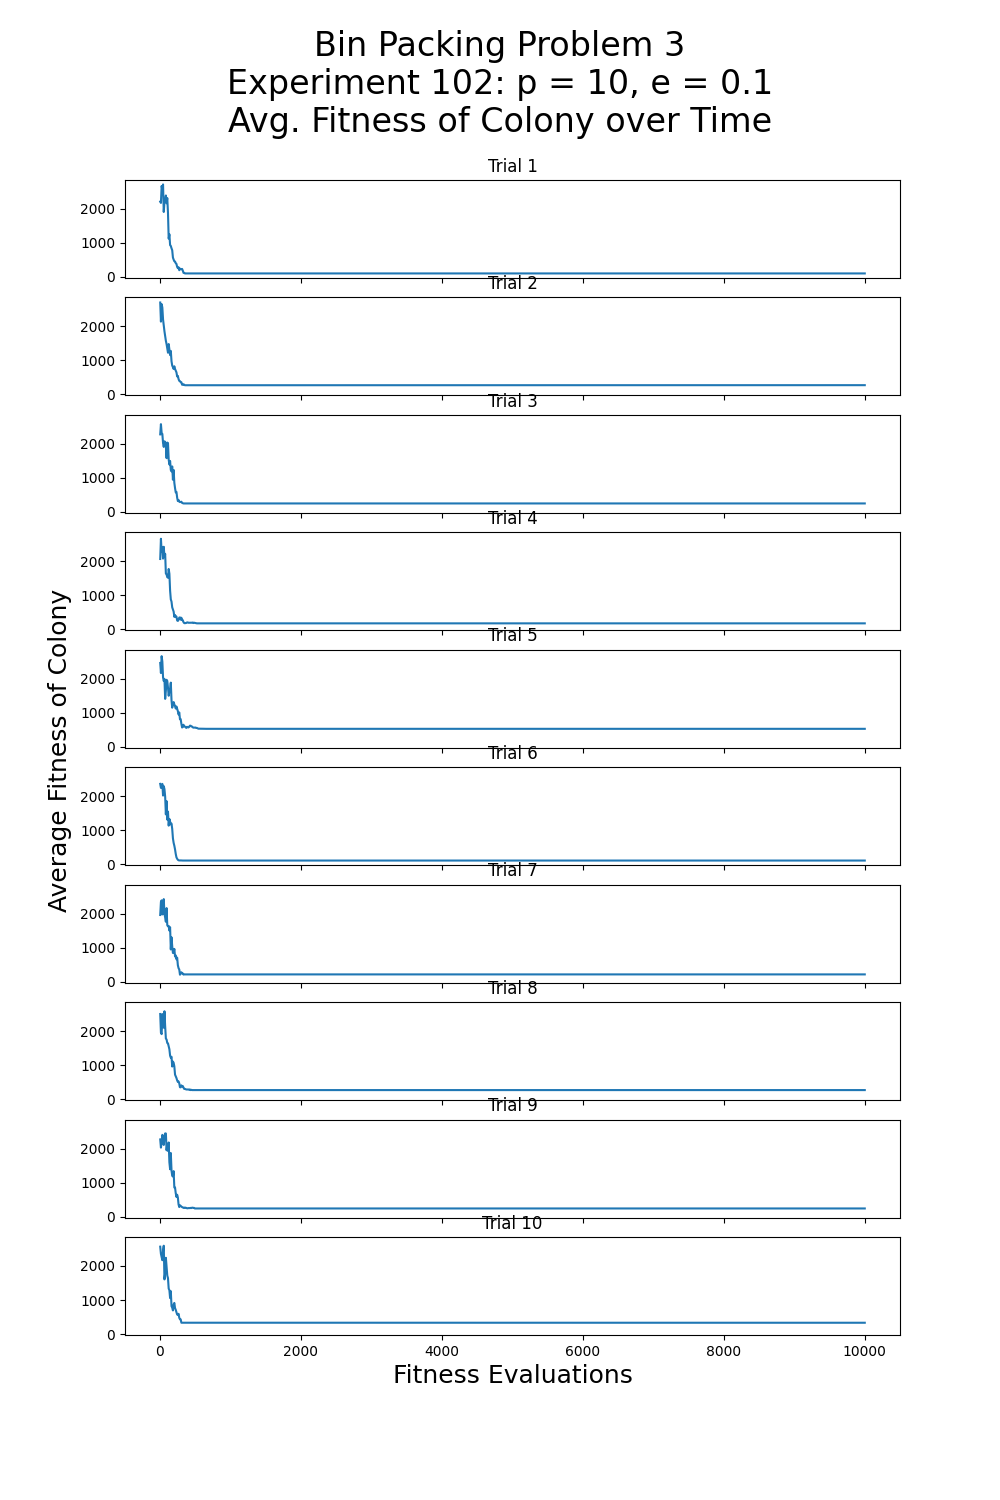 Bin Packing Problem 3
Experiment 102: p = 10, e = 0.1
Avg. Fitness of Colony over Time
Trial 1
2000
1000
0
Trial 2
2000
1000
0
Trial 3
2000
1000
0
Trial 4
2000
1000
0
Trial 5
2000
1000
0
Trial 6
2000
1000
0
Trial 7
2000
1000
0
Trial 8
2000
1000
0
Trial 9
2000
1000
0
Trial 10
2000
1000
0
0 2000 4000 6000 8000 10000
Fitness Evaluations
Average Fitness of Colony